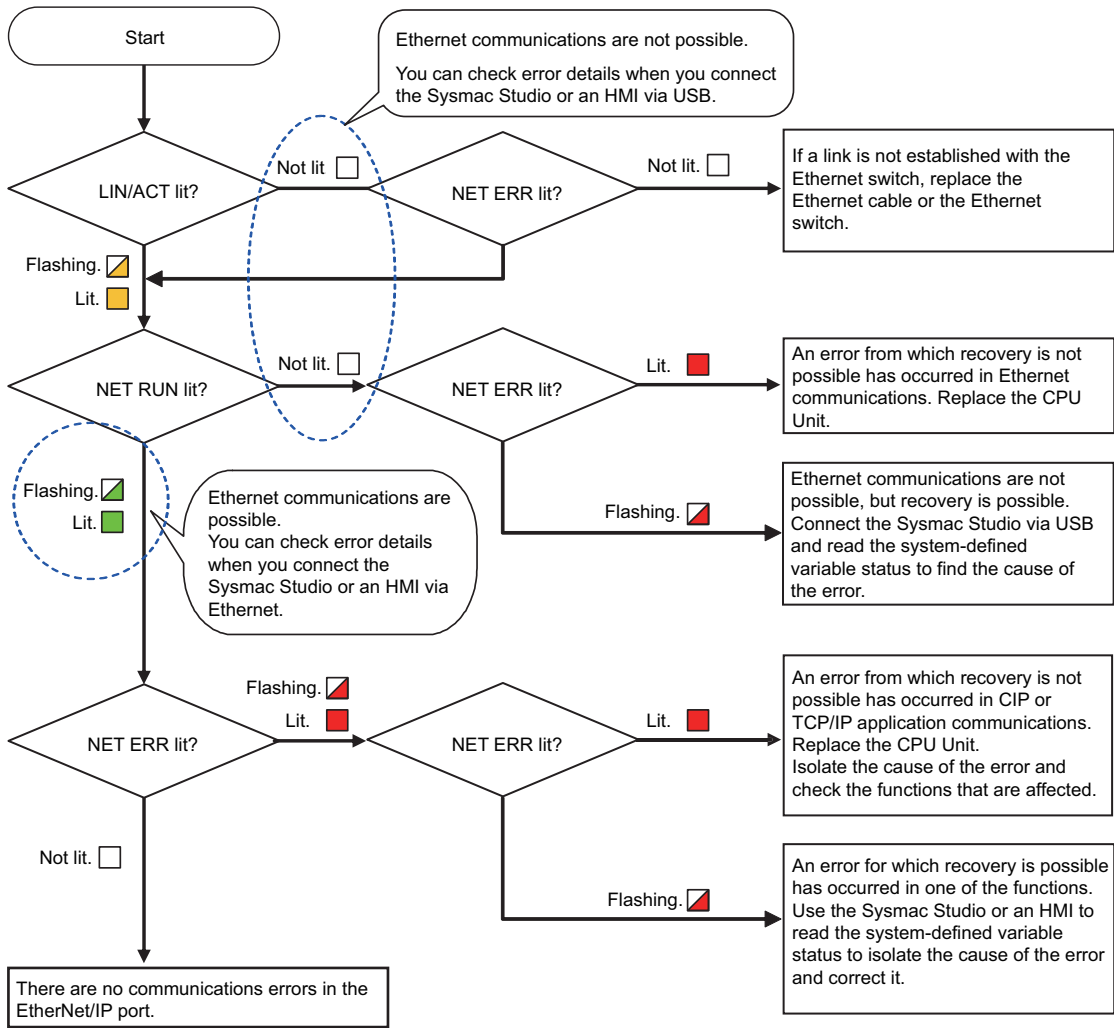 Start
Ethernet communications are not possible.
You can check error details when you connect
the Sysmac Studio or an HMI via USB.
LIN/ACT lit?
Not lit
NET ERR lit?
Not lit.
If a link is not established with the
Ethernet switch, replace the
Ethernet cable or the Ethernet
switch.
Flashing.
Lit.
NET RUN lit?
Not lit.
NET ERR lit?
Lit.
An error from which recovery is not
possible has occurred in Ethernet
communications. Replace the CPU
Unit.
Flashing.
Lit.
Ethernet communications are
possible.
You can check error details
when you connect the
Sysmac Studio or an HMI via
Ethernet.
Flashing.
Ethernet communications are not
possible, but recovery is possible.
Connect the Sysmac Studio via USB
and read the system-defined
variable status to find the cause of
the error.
NET ERR lit?
Flashing.
Lit.
NET ERR lit?
Lit.
An error from which recovery is not
possible has occurred in CIP or
TCP/IP application communications.
Replace the CPU Unit.
Isolate the cause of the error and
check the functions that are affected.
Not lit.
Flashing.
An error for which recovery is possible
has occurred in one of the functions.
Use the Sysmac Studio or an HMI to
read the system-defined variable
status to isolate the cause of the error
and correct it.
There are no communications errors in the
EtherNet/IP port.